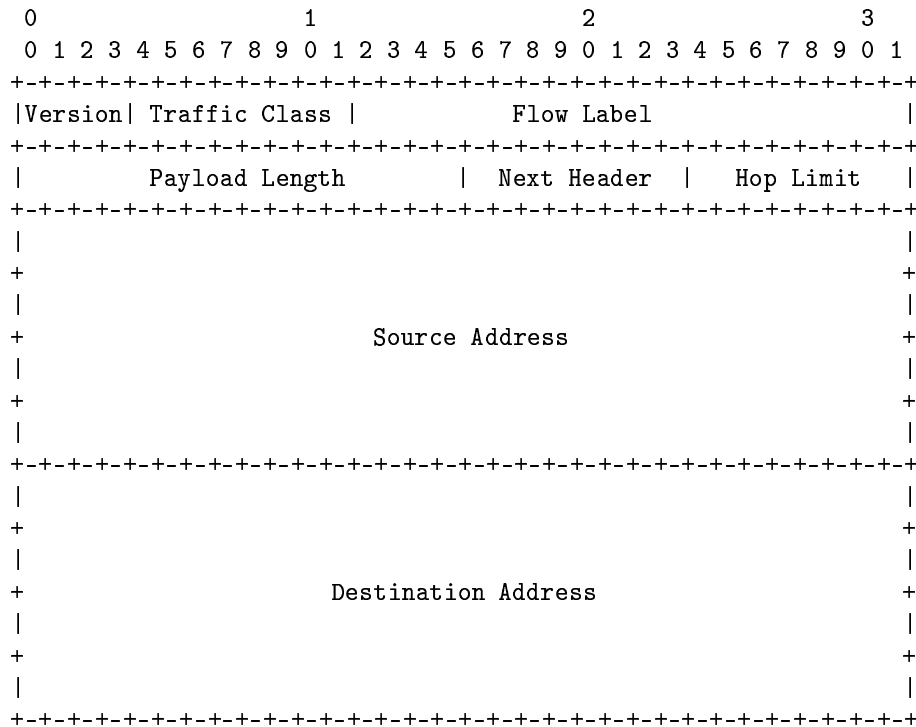 0                   1                   2                   3
 0 1 2 3 4 5 6 7 8 9 0 1 2 3 4 5 6 7 8 9 0 1 2 3 4 5 6 7 8 9 0 1
+-+-+-+-+-+-+-+-+-+-+-+-+-+-+-+-+-+-+-+-+-+-+-+-+-+-+-+-+-+-+-+-+
|Version| Traffic Class |           Flow Label                  |
+-+-+-+-+-+-+-+-+-+-+-+-+-+-+-+-+-+-+-+-+-+-+-+-+-+-+-+-+-+-+-+-+
|         Payload Length        |  Next Header  |   Hop Limit   |
+-+-+-+-+-+-+-+-+-+-+-+-+-+-+-+-+-+-+-+-+-+-+-+-+-+-+-+-+-+-+-+-+
|                                                               |
+                                                               +
|                                                               |
+                         Source Address                        +
|                                                               |
+                                                               +
|                                                               |
+-+-+-+-+-+-+-+-+-+-+-+-+-+-+-+-+-+-+-+-+-+-+-+-+-+-+-+-+-+-+-+-+
|                                                               |
+                                                               +
|                                                               |
+                      Destination Address                      +
|                                                               |
+                                                               +
|                                                               |
+-+-+-+-+-+-+-+-+-+-+-+-+-+-+-+-+-+-+-+-+-+-+-+-+-+-+-+-+-+-+-+-+